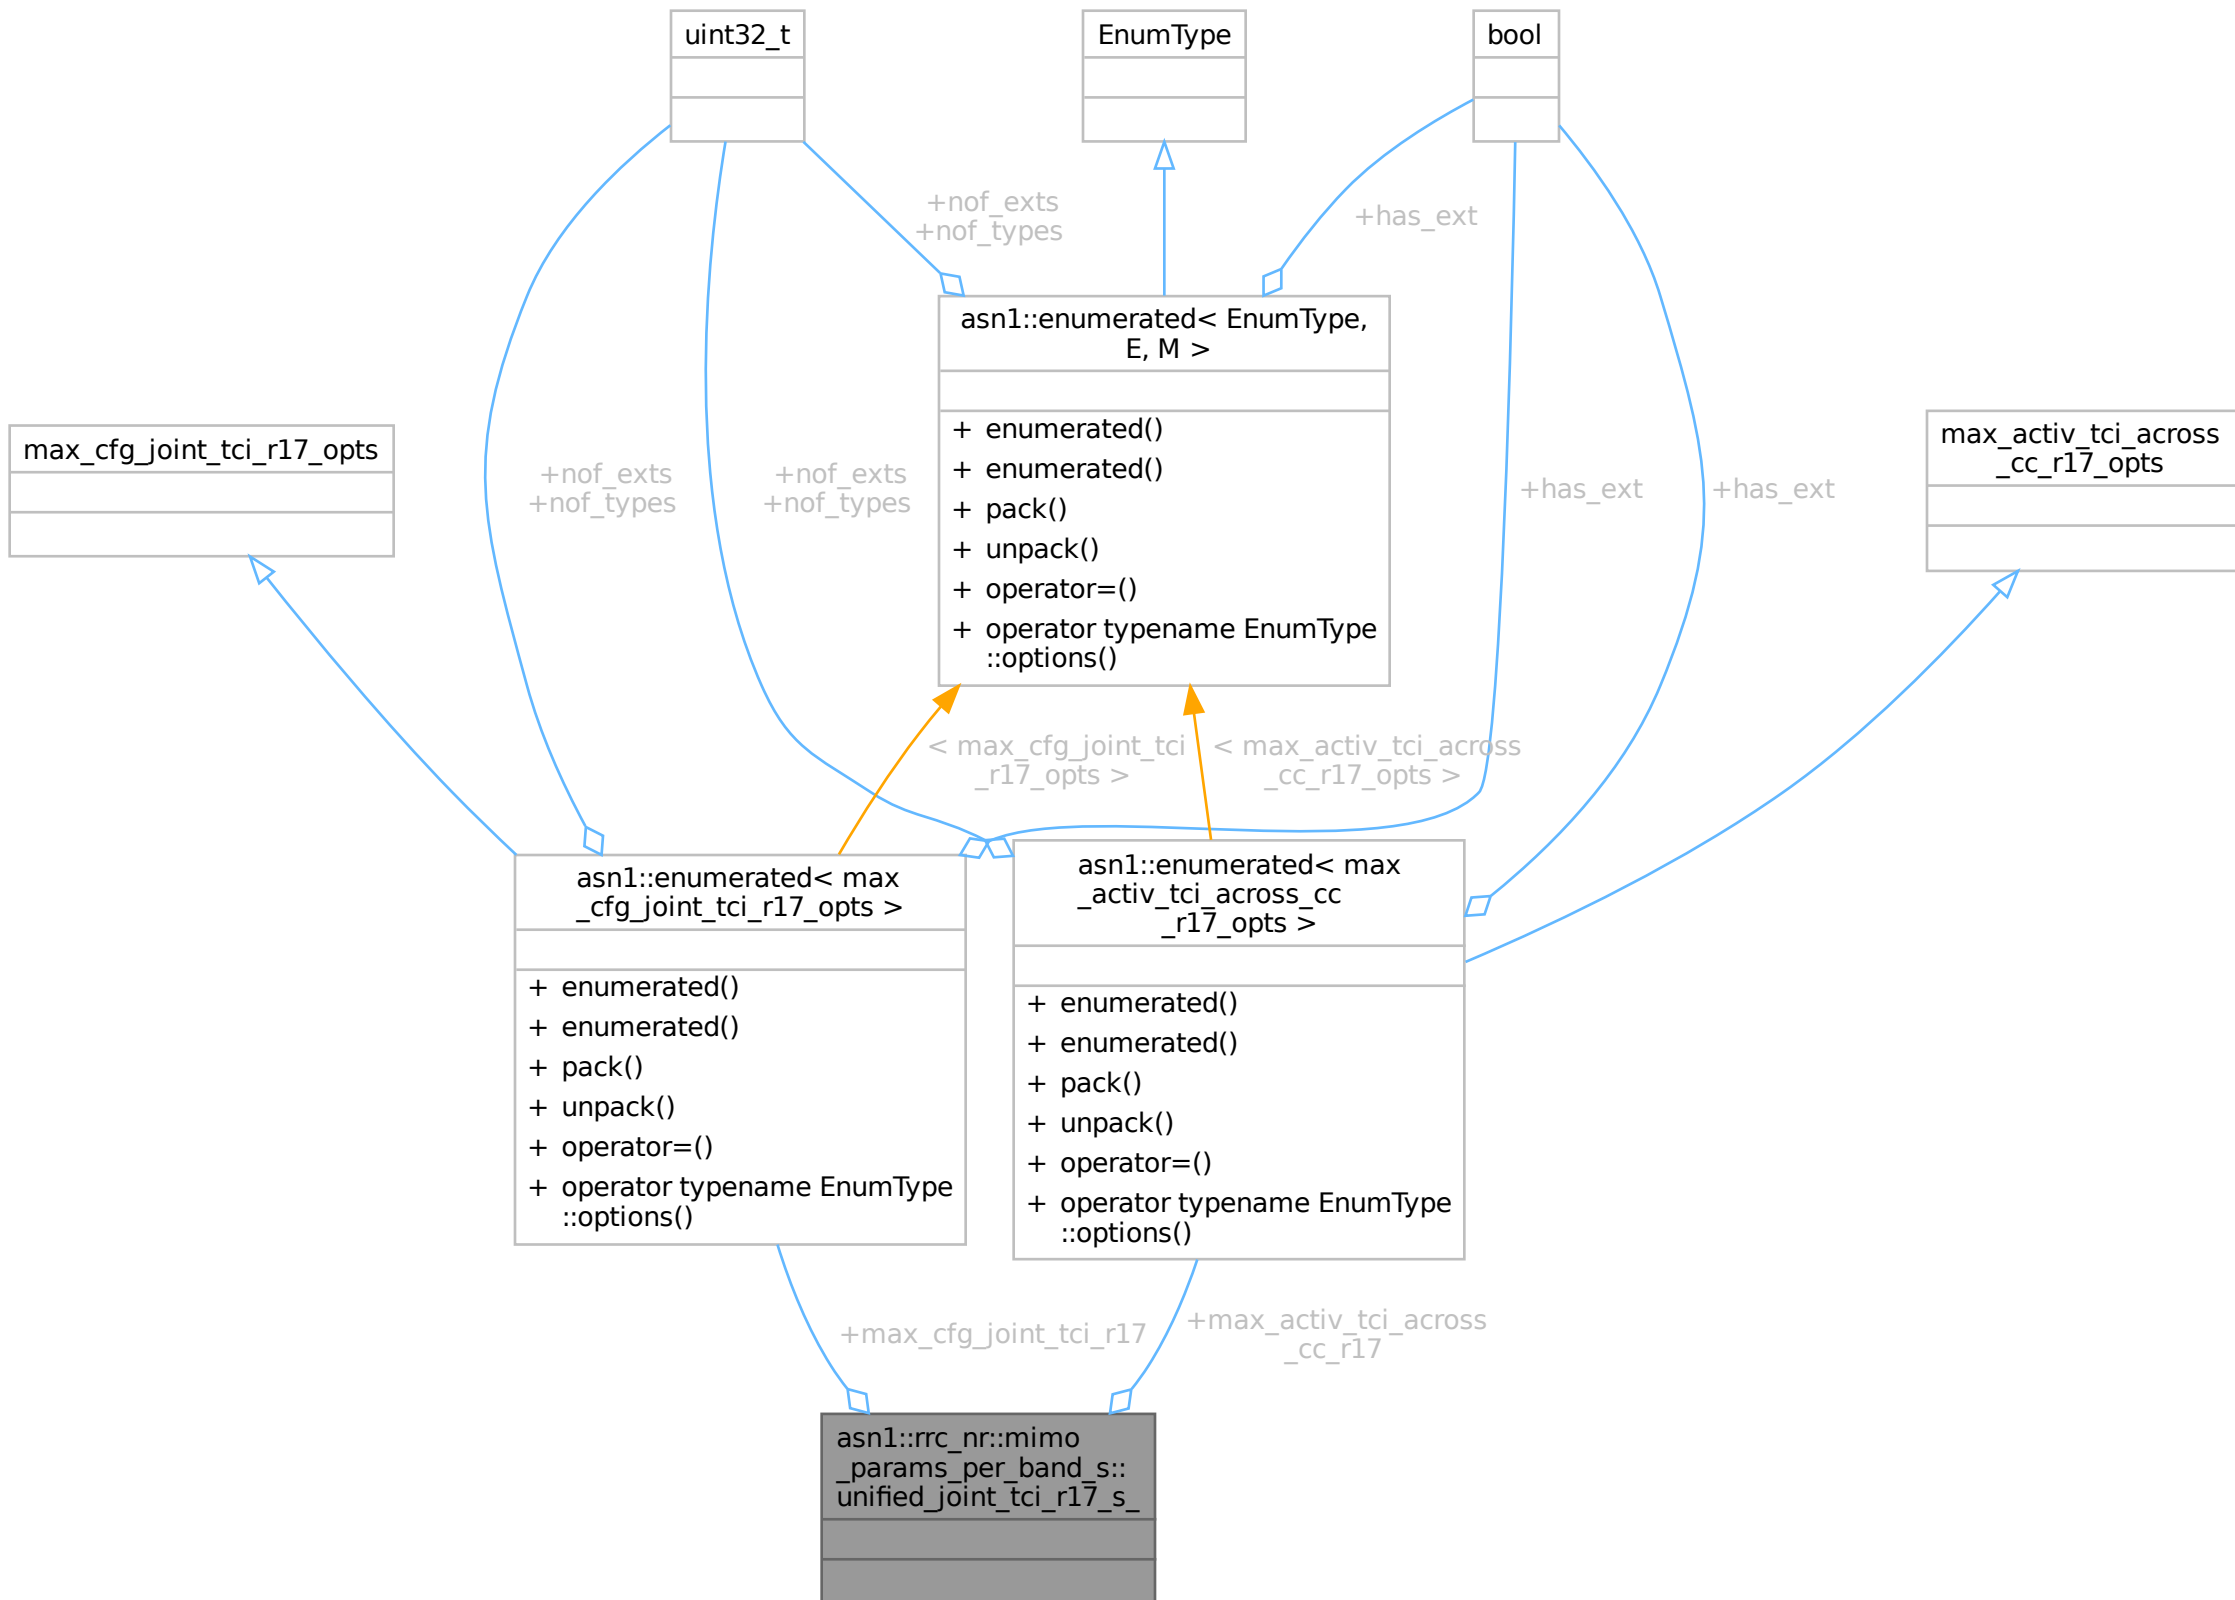 uint32_t
EnumType
bool
+nof_exts
+nof_types
+has_ext
asn1::enumerated< EnumType,
E, M >
+ enumerated()
+ enumerated()
+ pack()
+ unpack()
+ operator=()
+ operator typename EnumType
::options()
max_cfg_joint_tci_r17_opts
+nof_exts
+nof_types
+nof_exts
+nof_types
+has_ext
+has_ext
max_activ_tci_across
_cc_r17_opts
< max_cfg_joint_tci
_r17_opts >
< max_activ_tci_across
_cc_r17_opts >
asn1::enumerated< max
_cfg_joint_tci_r17_opts >
+ enumerated()
+ enumerated()
+ pack()
+ unpack()
+ operator=()
+ operator typename EnumType
::options()
asn1::enumerated< max
_activ_tci_across_cc
_r17_opts >
+ enumerated()
+ enumerated()
+ pack()
+ unpack()
+ operator=()
+ operator typename EnumType
::options()
+max_cfg_joint_tci_r17
+max_activ_tci_across
_cc_r17
asn1::rrc_nr::mimo
_params_per_band_s::
unified_joint_tci_r17_s_